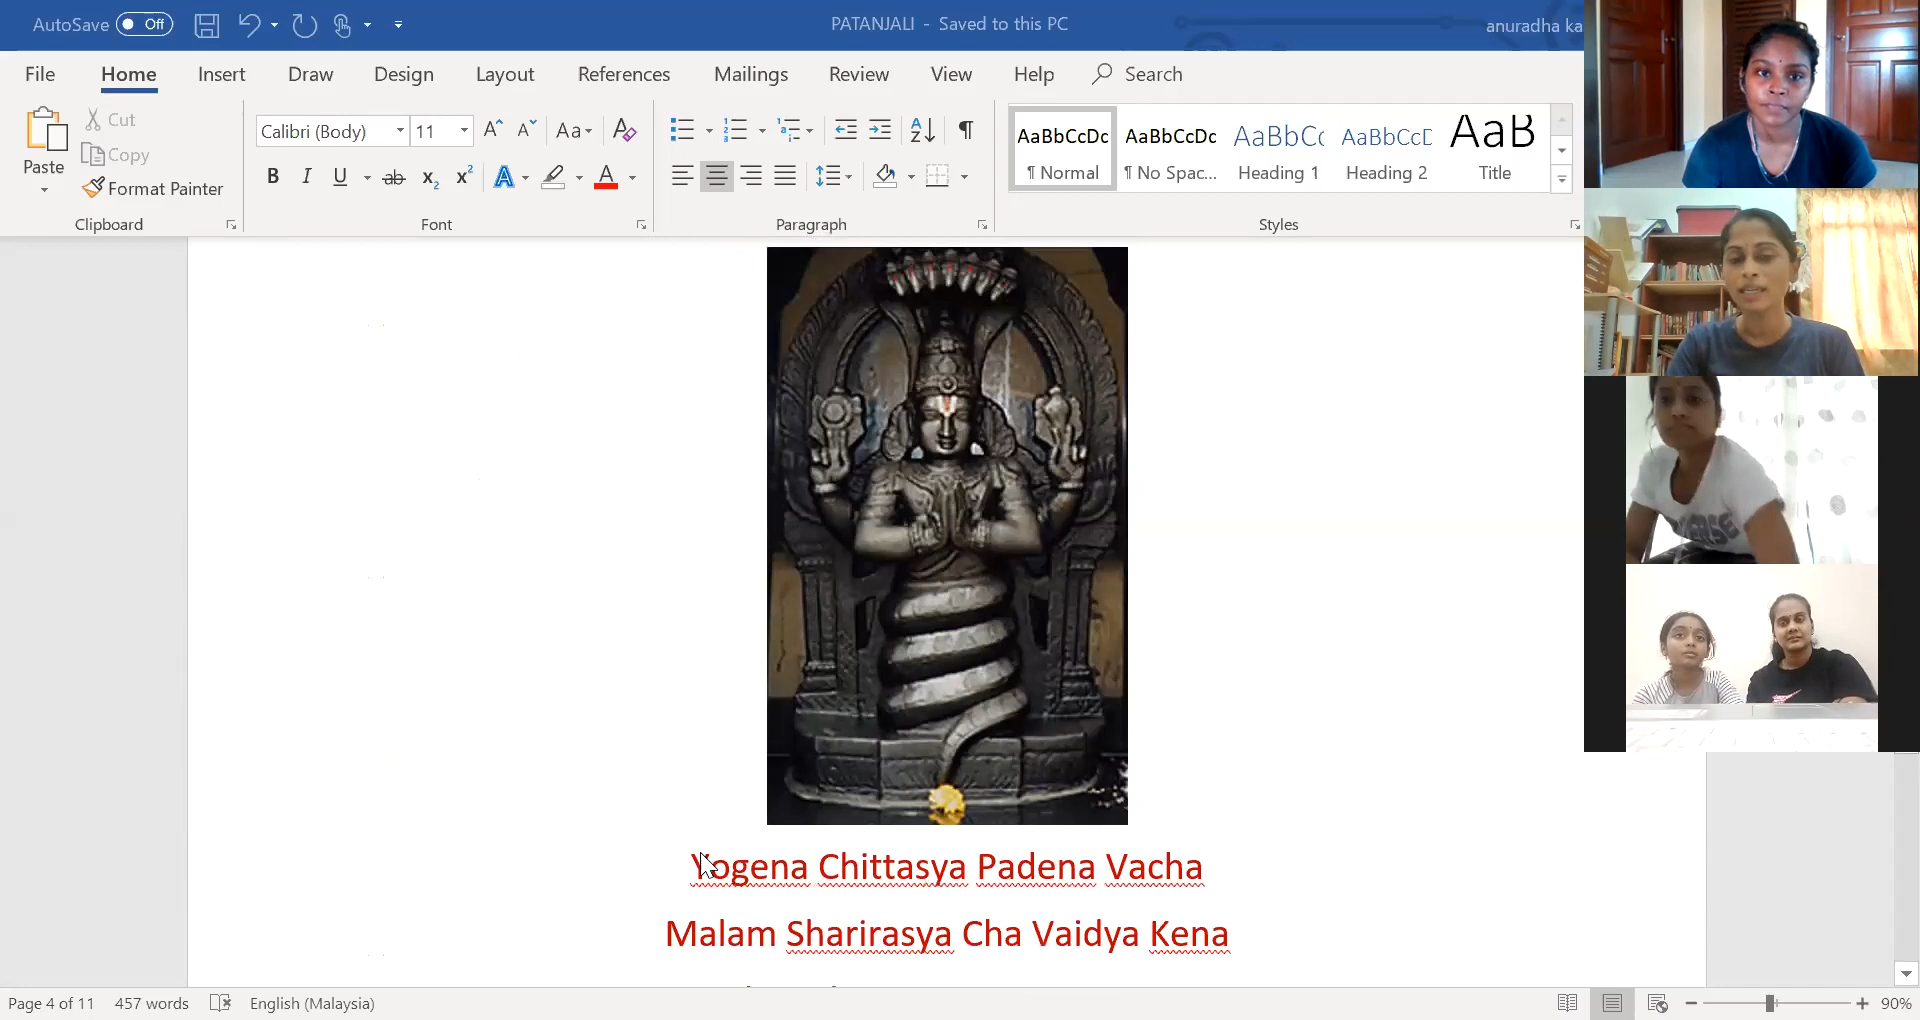 AutoSave Off PATANJALI - Saved to this PC anuradha ka
File Home Insert Draw Design Layout References Mailings Review View Help Search
Paste
Cut
Copy
Format Painter
Clipboard
Calibri (Body) 11
Font
Paragraph
AaBbCcDc AaBbCcDc AaBbCc AaBbCcD AaB
¶ Normal ¶ No Spac... Heading 1 Heading 2 Title
Styles
Yogena Chittasya Padena Vacha
Malam Sharirasya Cha Vaidya Kena
Page 4 of 11 457 words English (Malaysia) 90%